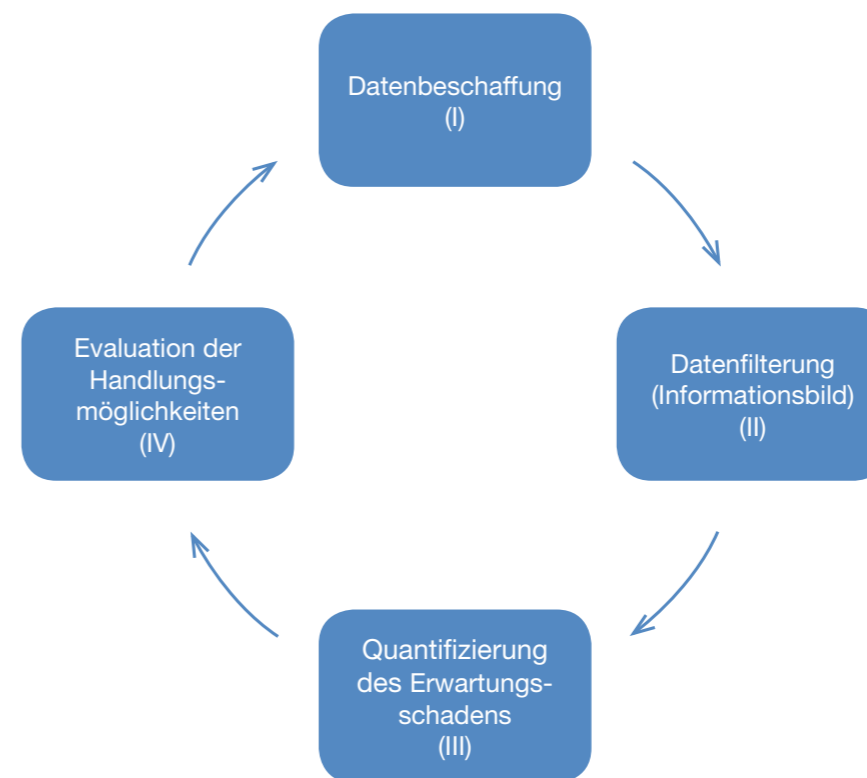 Datenbeschaffung
(I)
Datenfilterung
(Informationsbild)
(II)
Quantifizierung
des Erwartungs-
schadens
(III)
Evaluation der
Handlungs-
möglichkeiten
(IV)